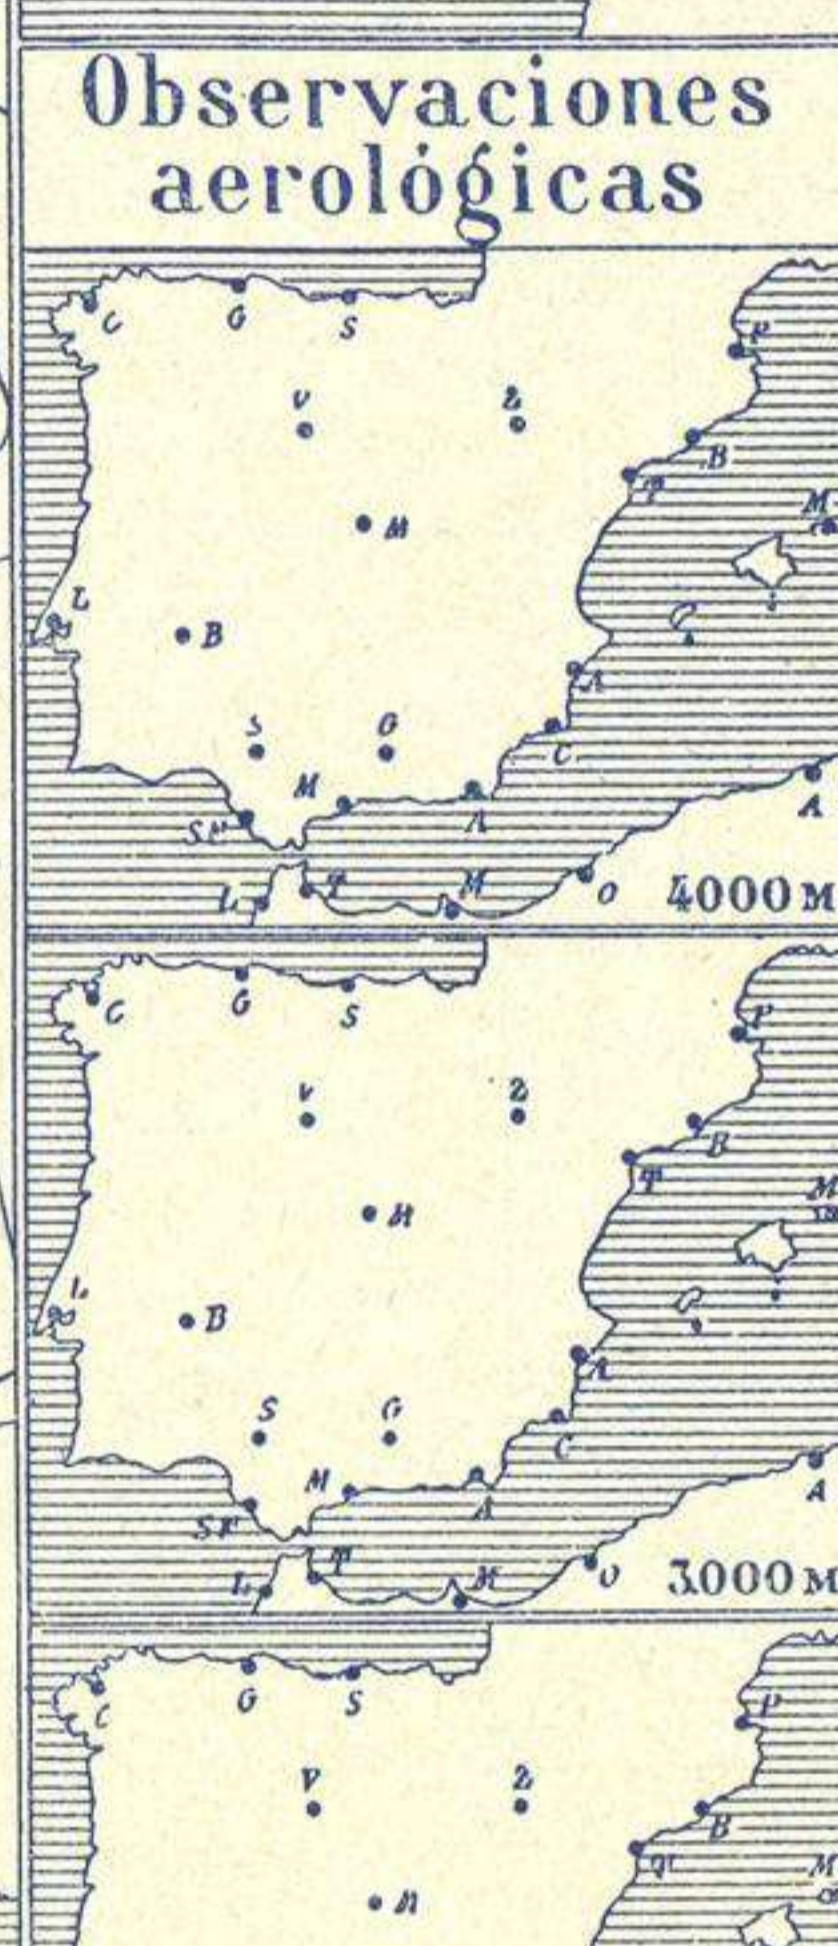 Observaciones
aerológicas
C G S
P
V Z
B
T
M M
L
B
A
S G
C
M A A
S.F.
L T M O
4000 M
C G S
P
V Z
B
T
M
M
L
B
A
S G
C
M A A
S F
L T M O
3000 M
C G S
P
V Z
B
T
M
M